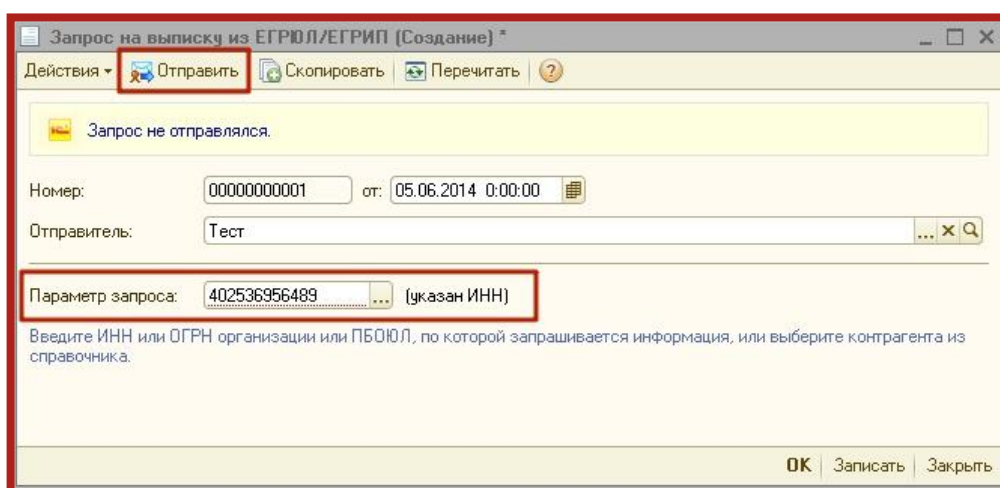 Запрос на выписку из ЕГРЮЛ/ЕГРИП (Создание) *
Действия Отправить Скопировать Перечитать ?
Запрос не отправлялся.
Номер: 00000000001 от: 05.06.2014 0:00:00
Отправитель: Тест ...
Параметр запроса: 402536956489 ... (указан ИНН)
Введите ИНН или ОГРН организации или ПБОЮЛ, по которой запрашивается информация, или выберите контрагента из
справочника.
OK Записать Закрыть